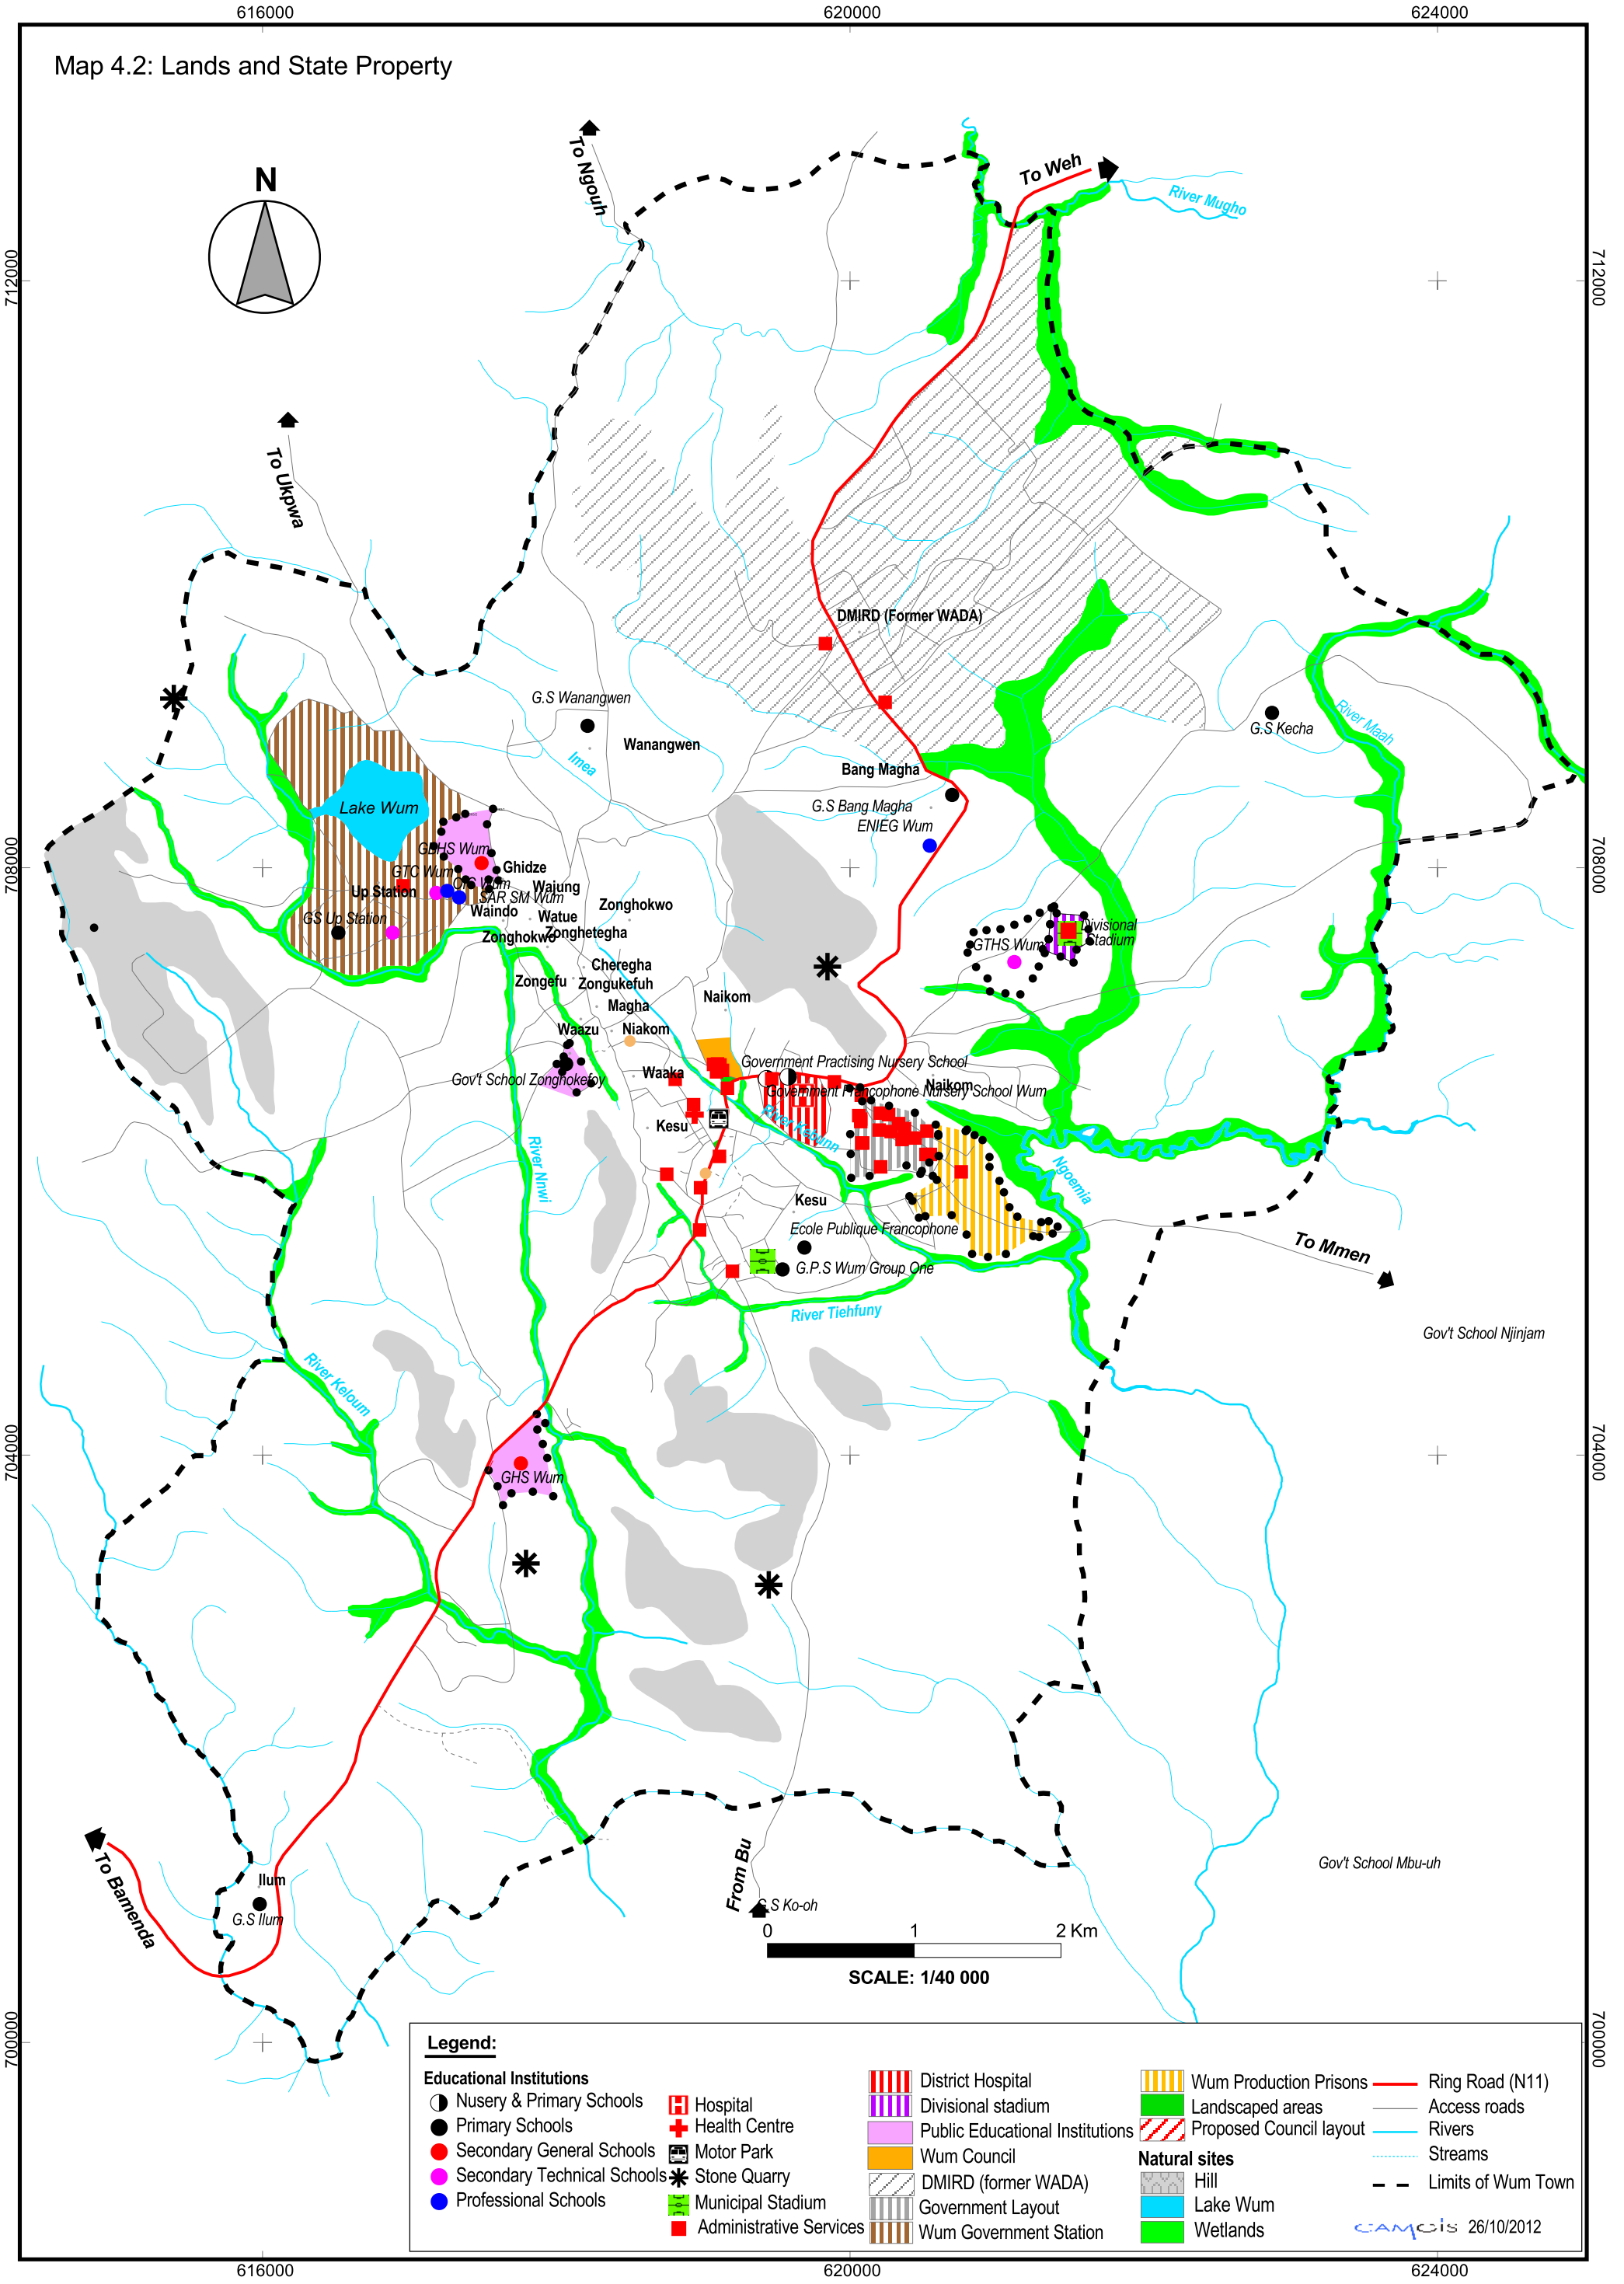 616000
620000
624000
Map 4.2: Lands and State Property
To Ngouh
To Weh
River Mugho
N
712000
712000
To Ukpwa
DMIRD (Former WADA)
G.S Wanangwen
Wanangwen
Imea
G.S Kecha
River Maah
Bang Magha
G.S Bang Magha
ENIEG Wum
Lake Wum
GBHS Wum
GTC Wum
Ghidze
708000
708000
Up Station
SAR SM Wum
Wajung
GS Up Station
Waindo
Watue
Zonghokwo
Zonghokwo
Zonghetegha
Divisional
Stadium
GTHS Wum
Cheregha
Zongefu
Zongukefuh
Naikom
Magha
Waazu
Niakom
Government Practising Nursery School
Waaka
Gov't School Zonghokefoy
Naikom
Government Francophone Nursery School Wum
Kesu
River Kebunn
River Nnwi
Ngoemia
Kesu
Ecole Publique Francophone
G.P.S Wum Group One
To Mmen
River Tiehfuny
Gov't School Njinjam
River Keloum
704000
704000
GHS Wum
Gov't School Mbu-uh
To Bamenda
Ilum
G.S Ilum
From Bu
G.S Ko-oh
0 1 2 Km
SCALE: 1/40 000
700000
700000
Legend:
Educational Institutions
Nusery & Primary Schools
Primary Schools
Secondary General Schools
Secondary Technical Schools
Professional Schools
Hospital
Health Centre
Motor Park
Stone Quarry
Municipal Stadium
Administrative Services
District Hospital
Divisional stadium
Public Educational Institutions
Wum Council
DMIRD (former WADA)
Government Layout
Wum Government Station
Wum Production Prisons
Landscaped areas
Proposed Council layout
Natural sites
Hill
Lake Wum
Wetlands
Ring Road (N11)
Access roads
Rivers
Streams
Limits of Wum Town
CAMGIS 26/10/2012
616000
620000
624000